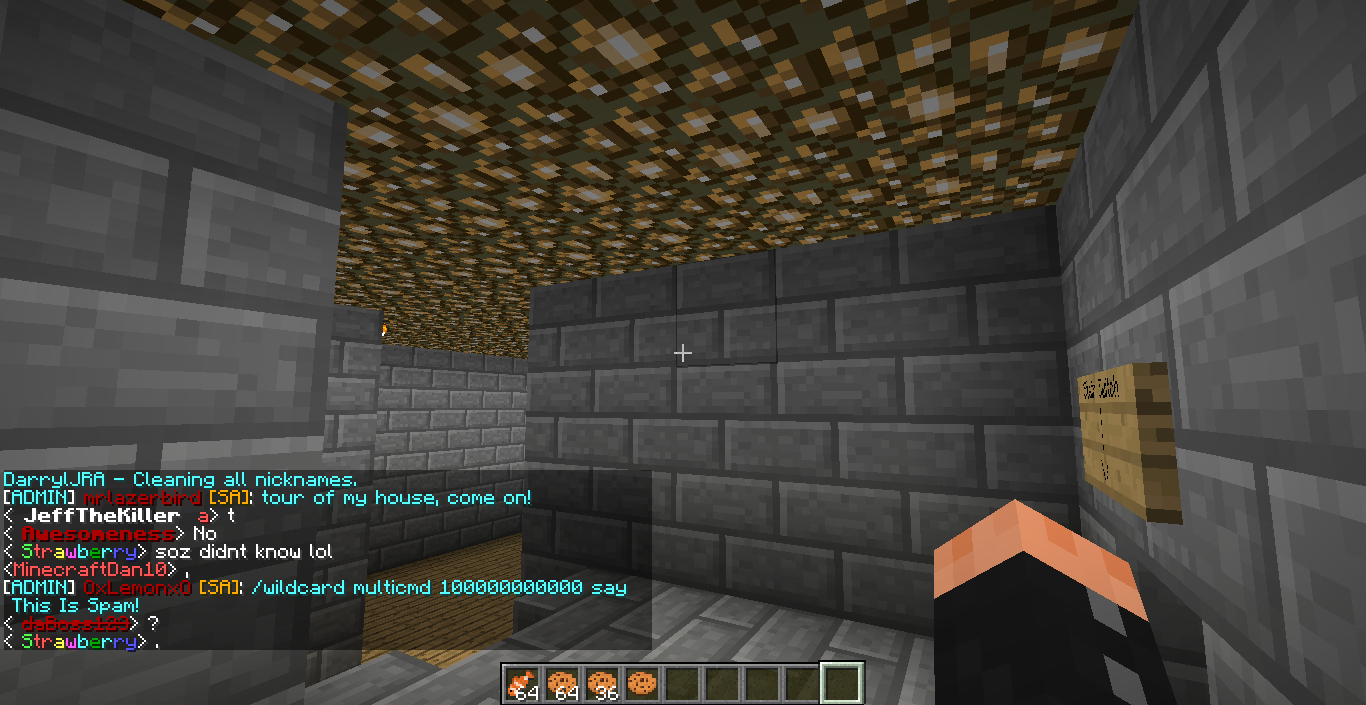 DarrylJRA - Cleaning all nicknames.
[ADMIN] mrlazerbird [SA]: tour of my house, come on!
< JeffTheKiller a> t
< Awesomeness> No
< Strawberry> soz didnt know lol
<MinecraftDan10> ,
[ADMIN] 0xLemonx0 [SA]: /wildcard multicmd 100000000000 say
This Is Spam!
< daBoss123> ?
< Strawberry> .
64 64 36